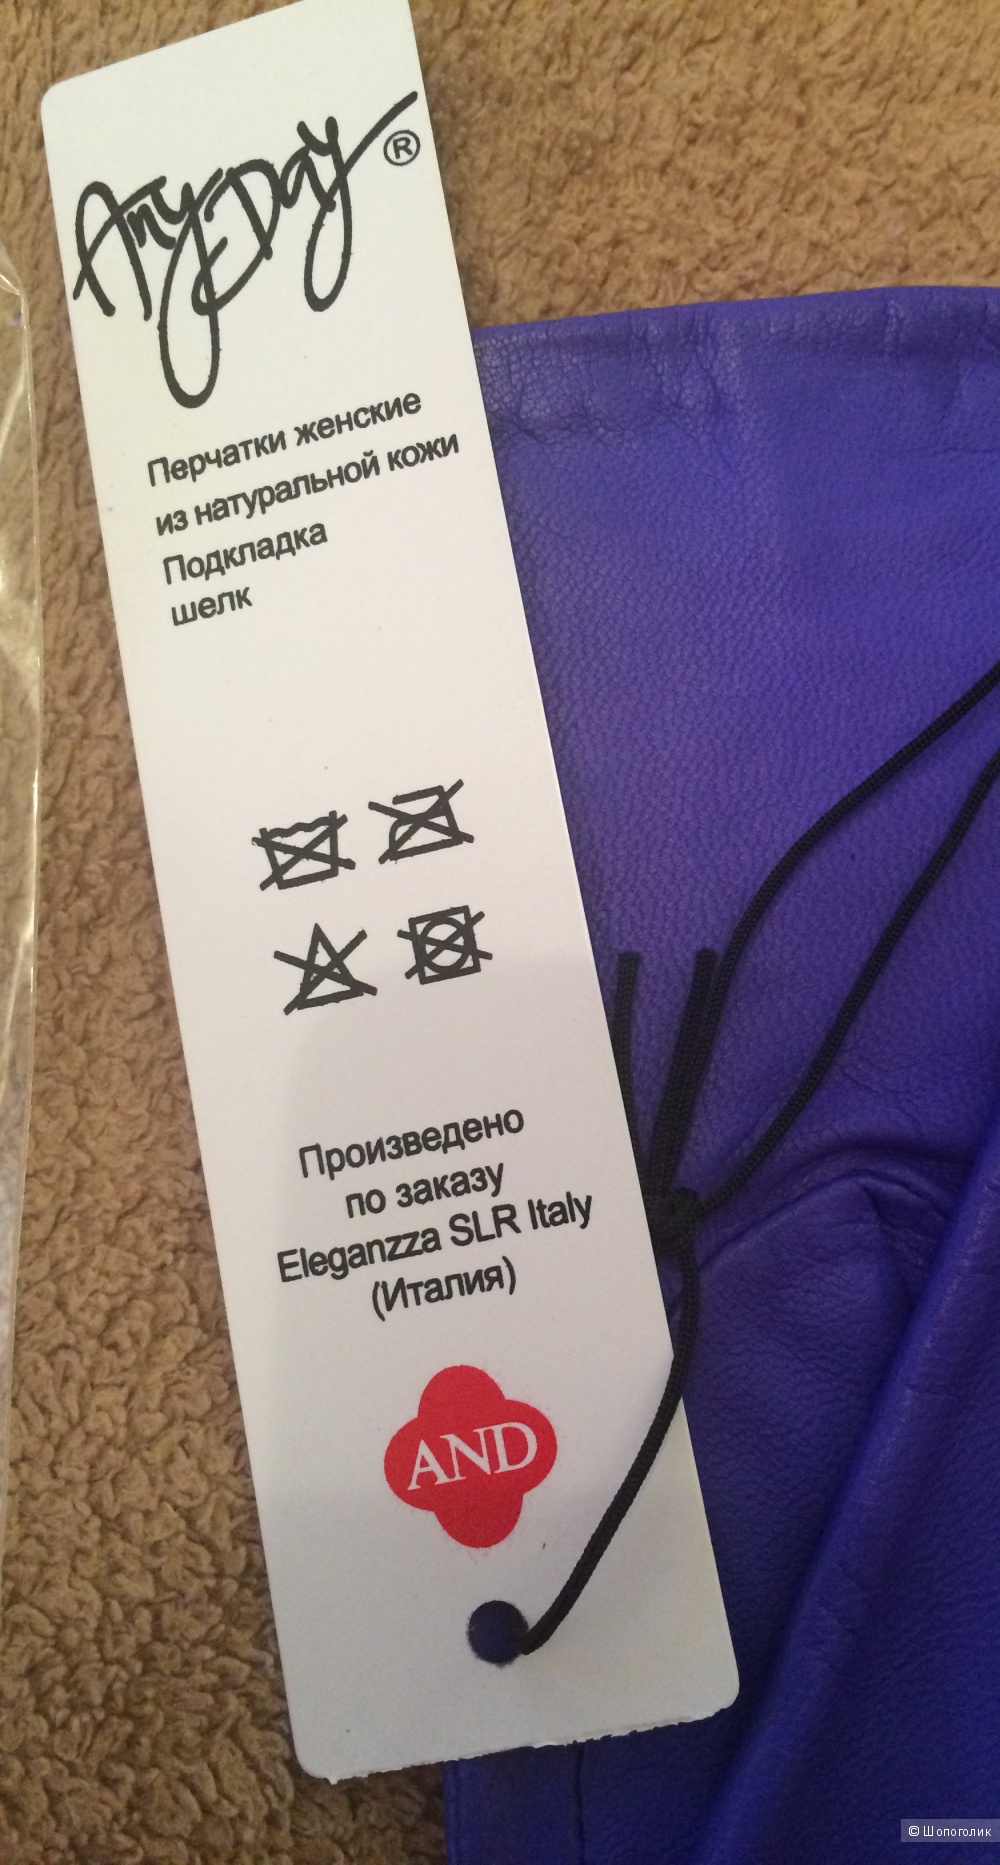 AnyDay ®
Перчатки женские
из натуральной кожи
Подкладка
шелк
Произведено
по заказу
Eleganzza SLR Italy
(Италия)
AND
© Шопоголик